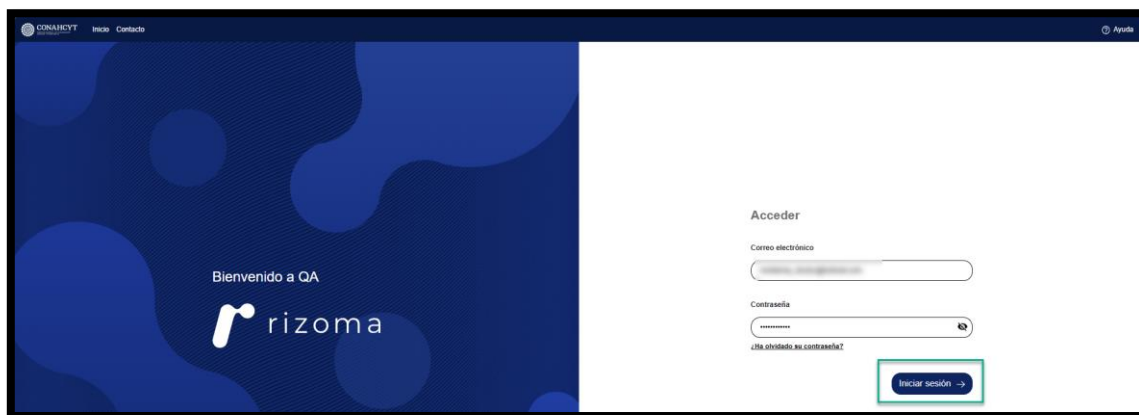 CONAHCYT Inicio Contacto
Ayuda
Bienvenido a QA
rizoma
Acceder
Correo electrónico
Contraseña
¿Ha olvidado su contraseña?
Iniciar sesión →